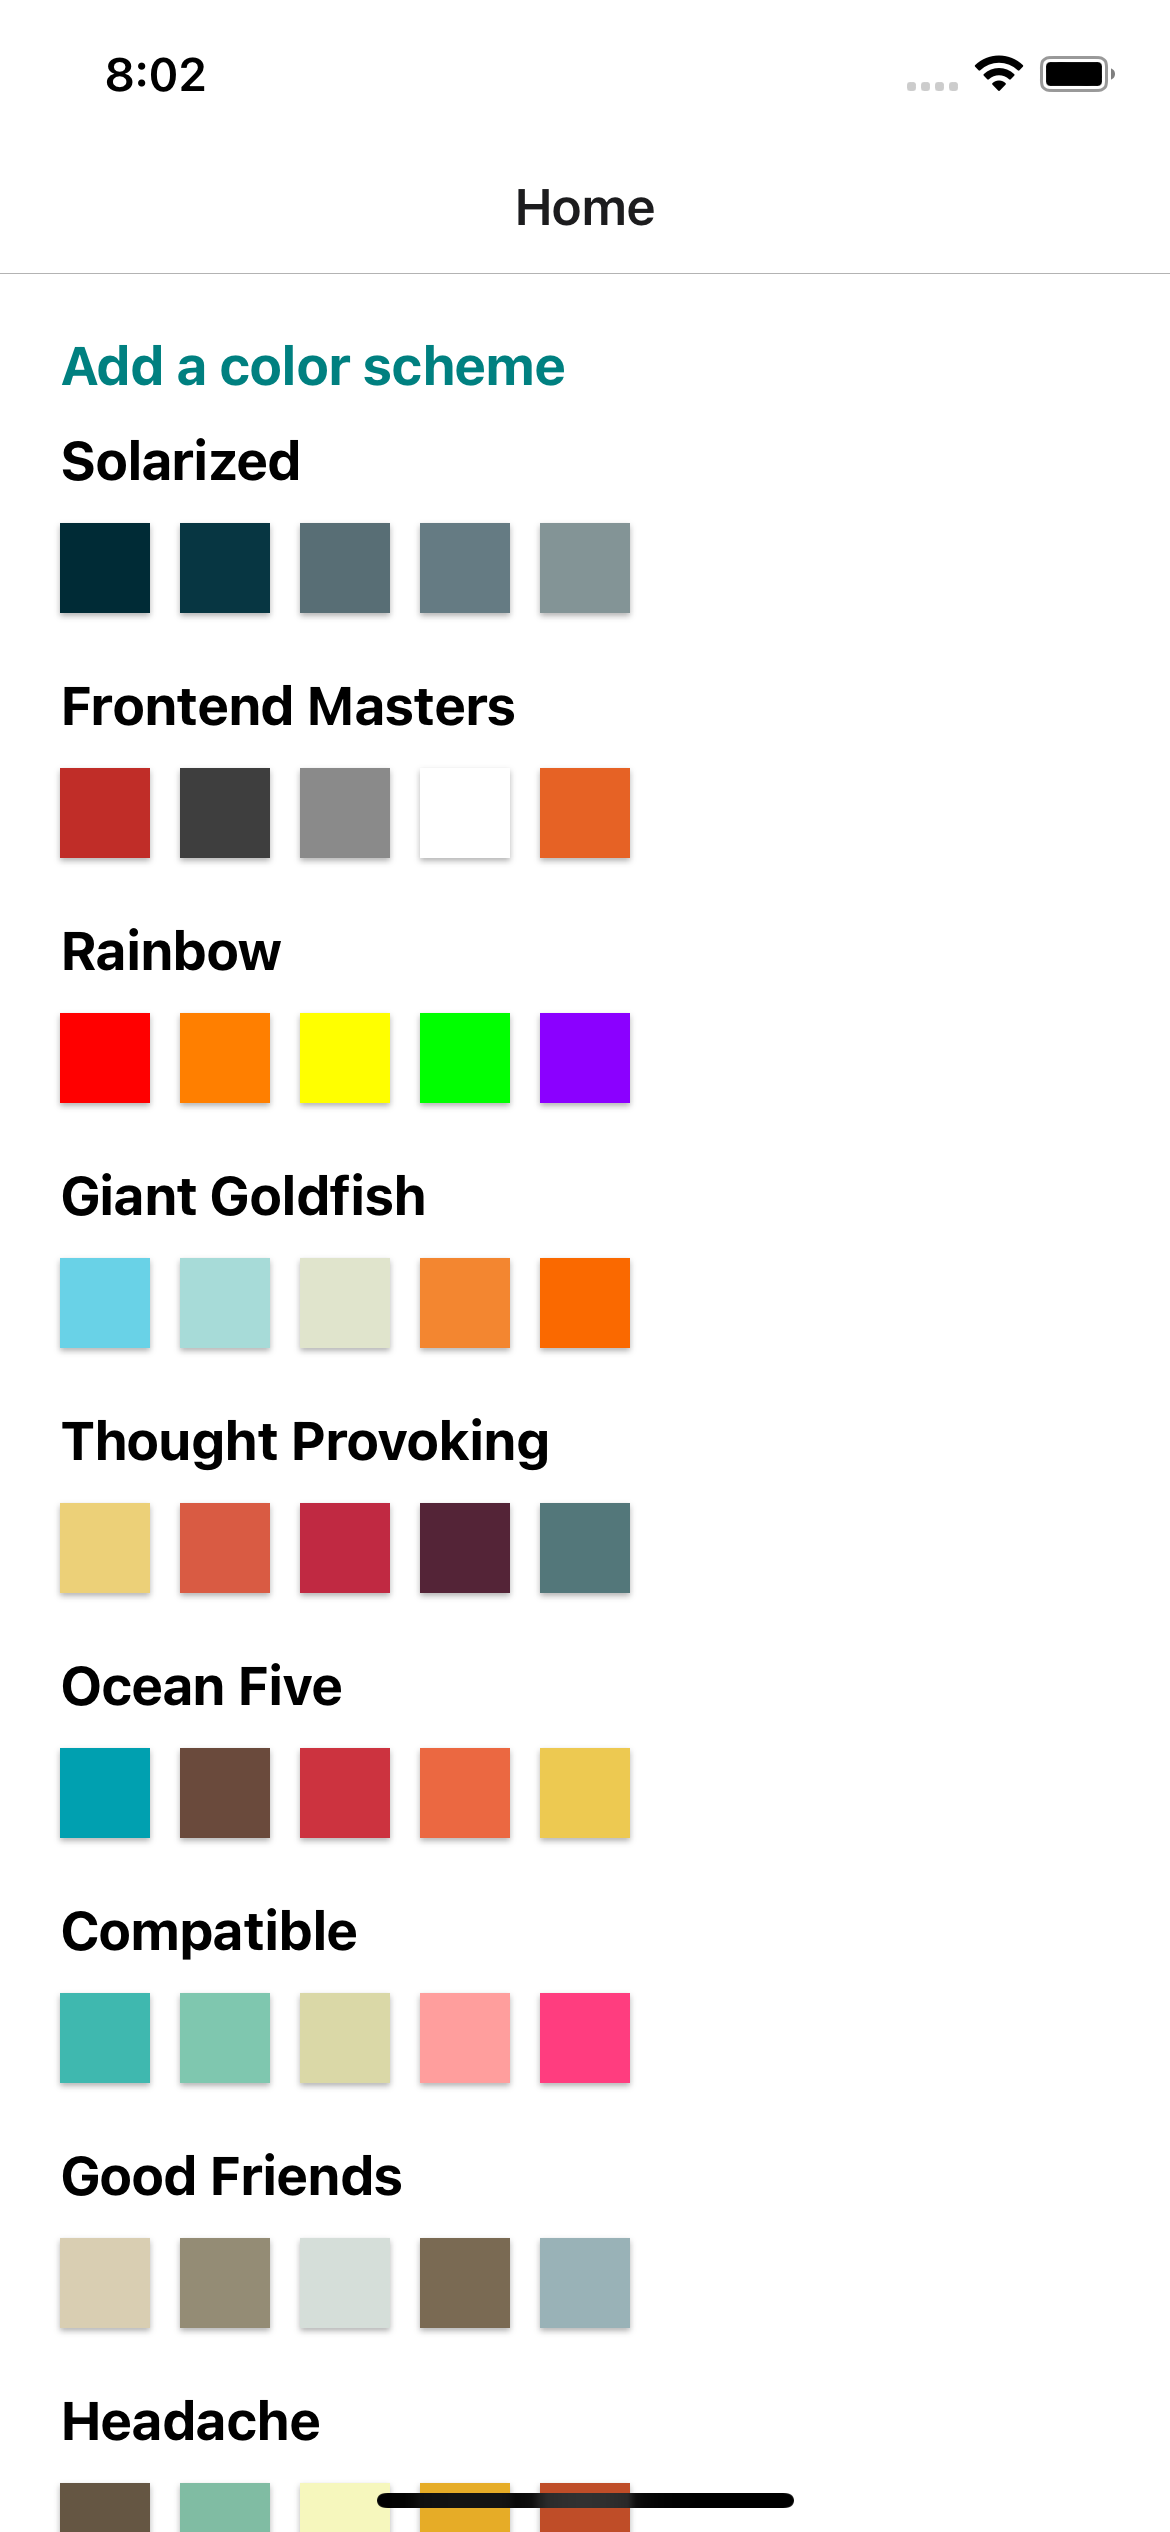 8:02
Home
Add a color scheme
Solarized
Frontend Masters
Rainbow
Giant Goldfish
Thought Provoking
Ocean Five
Compatible
Good Friends
Headache